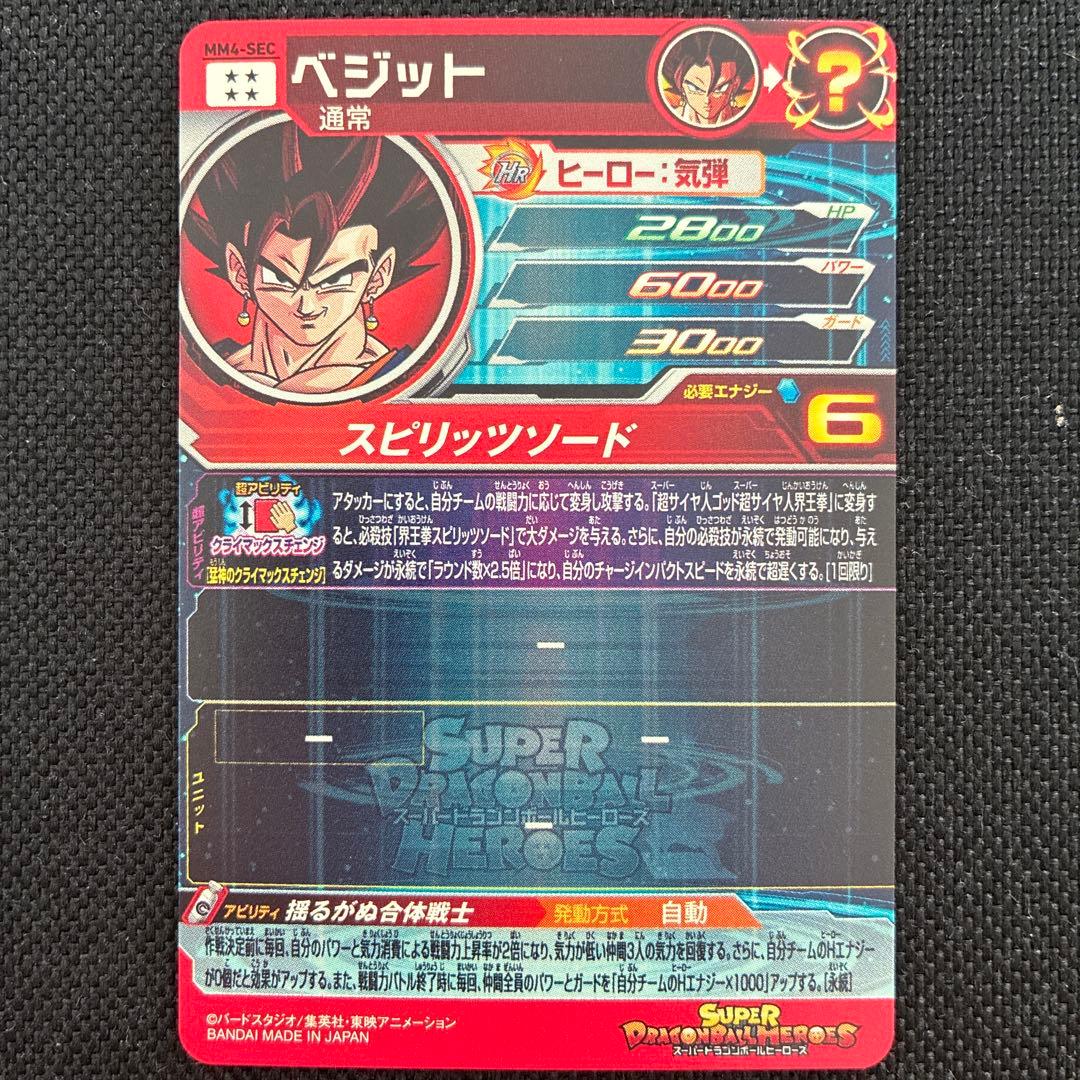 MM4-SEC
ベジット
通常
?
HR ヒーロー:気弾
HP
2800
パワー
6000
ガード
3000
必要エナジー 6
スピリッツソード
超アビリティ
超アビリティ
クライマックスチェンジ
[猛神のクライマックスチェンジ]
アタッカーにすると、自分チームの戦闘力に応じて変身し攻撃する。「超サイヤ人ゴッド超サイヤ人界王拳」に変身す
ると、必殺技「界王拳スピリッツソード」で大ダメージを与える。さらに、自分の必殺技が永続で発動可能になり、与え
るダメージが永続で「ラウンド数×2.5倍」になり、自分のチャージインパクトスピードを永続で超遅くする。[1回限り]
ー
ユニット
ー ー
ー
SUPER
DRAGONBALL
スーパードラゴンボールヒーローズ
HEROES
アビリティ 揺るがぬ合体戦士 発動方式 自動
作戦決定前に毎回、自分のパワーと気力消費による戦闘力上昇率が2倍になり、気力が低い仲間3人の気力を回復する。さらに、自分チームのHエナジー
が0個だと効果がアップする。また、戦闘力バトル終了時に毎回、仲間全員のパワーとガードを「自分チームのHエナジー×1000」アップする。[永続]
©バードスタジオ/集英社・東映アニメーション
BANDAI MADE IN JAPAN
SUPER
DRAGONBALL HEROES
スーパードラゴンボールヒーローズ